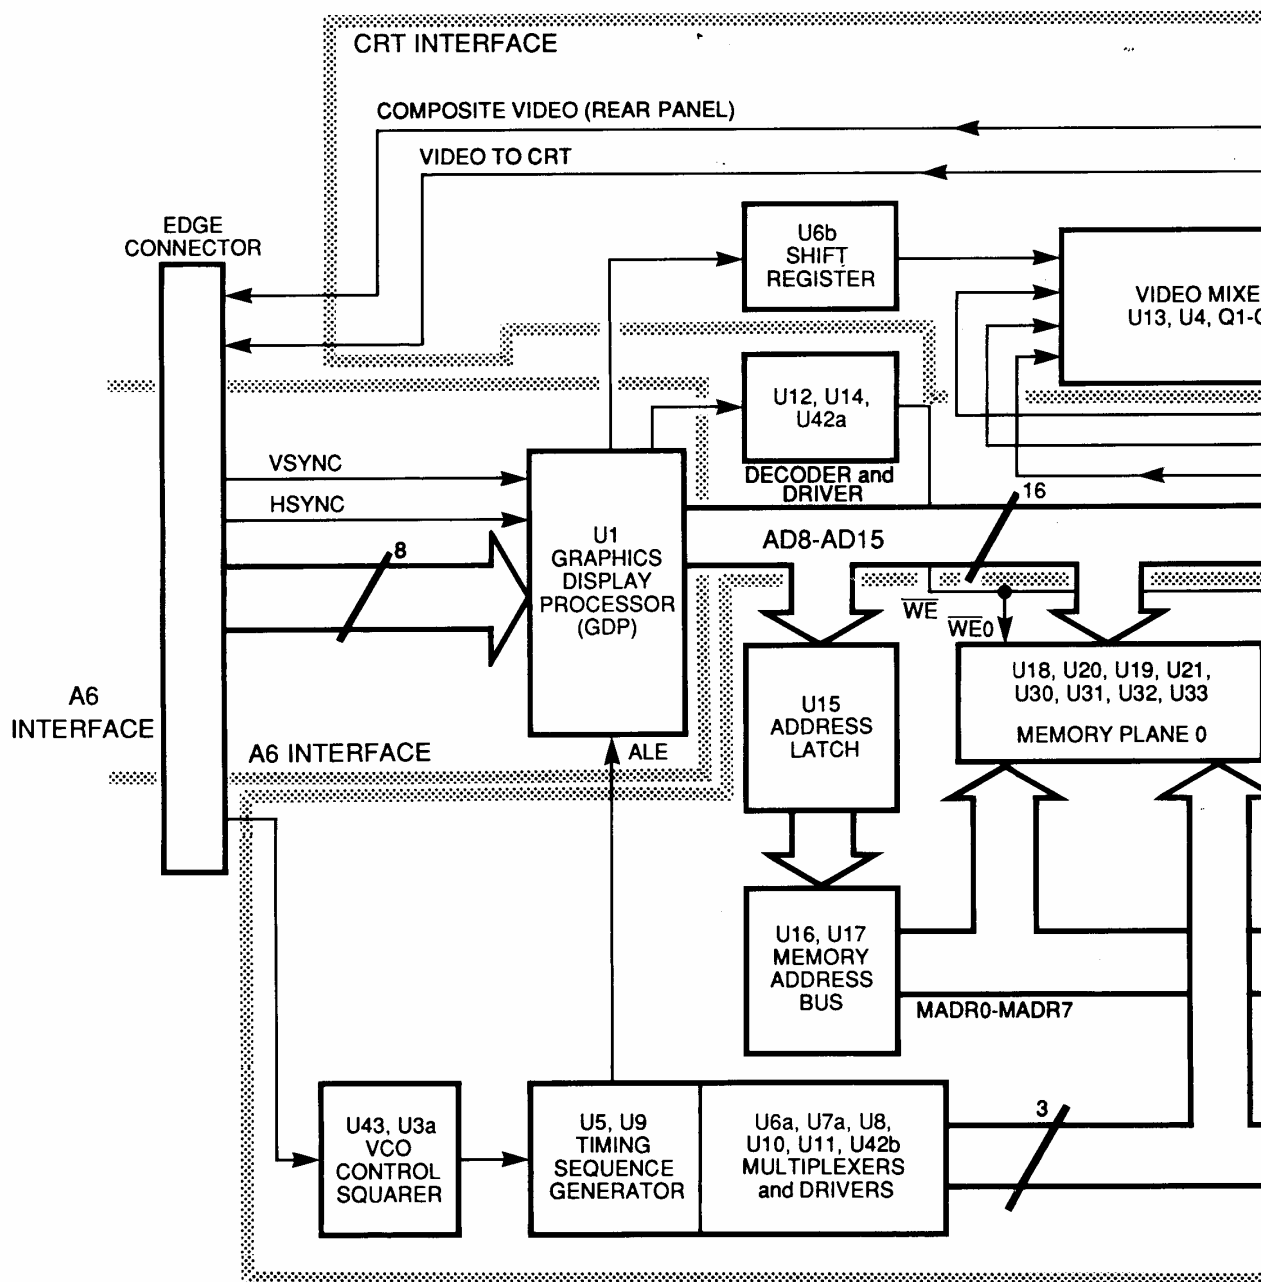 CRT INTERFACE
COMPOSITE VIDEO (REAR PANEL)
VIDEO TO CRT
EDGE
CONNECTOR
U6b
SHIFT
REGISTER
VIDEO MIXE
U13, U4, Q1-
U12, U14,
U42a
DECODER and
DRIVER
VSYNC
HSYNC
8
U1
GRAPHICS
DISPLAY
PROCESSOR
(GDP)
16
AD8-AD15
WE
WE0
U18, U20, U19, U21,
U30, U31, U32, U33
MEMORY PLANE 0
A6
INTERFACE
A6 INTERFACE
ALE
U15
ADDRESS
LATCH
U16, U17
MEMORY
ADDRESS
BUS
MADR0-MADR7
U43, U3a
VCO
CONTROL
SQUARER
U5, U9
TIMING
SEQUENCE
GENERATOR
U6a, U7a, U8,
U10, U11, U42b
MULTIPLEXERS
and DRIVERS
3